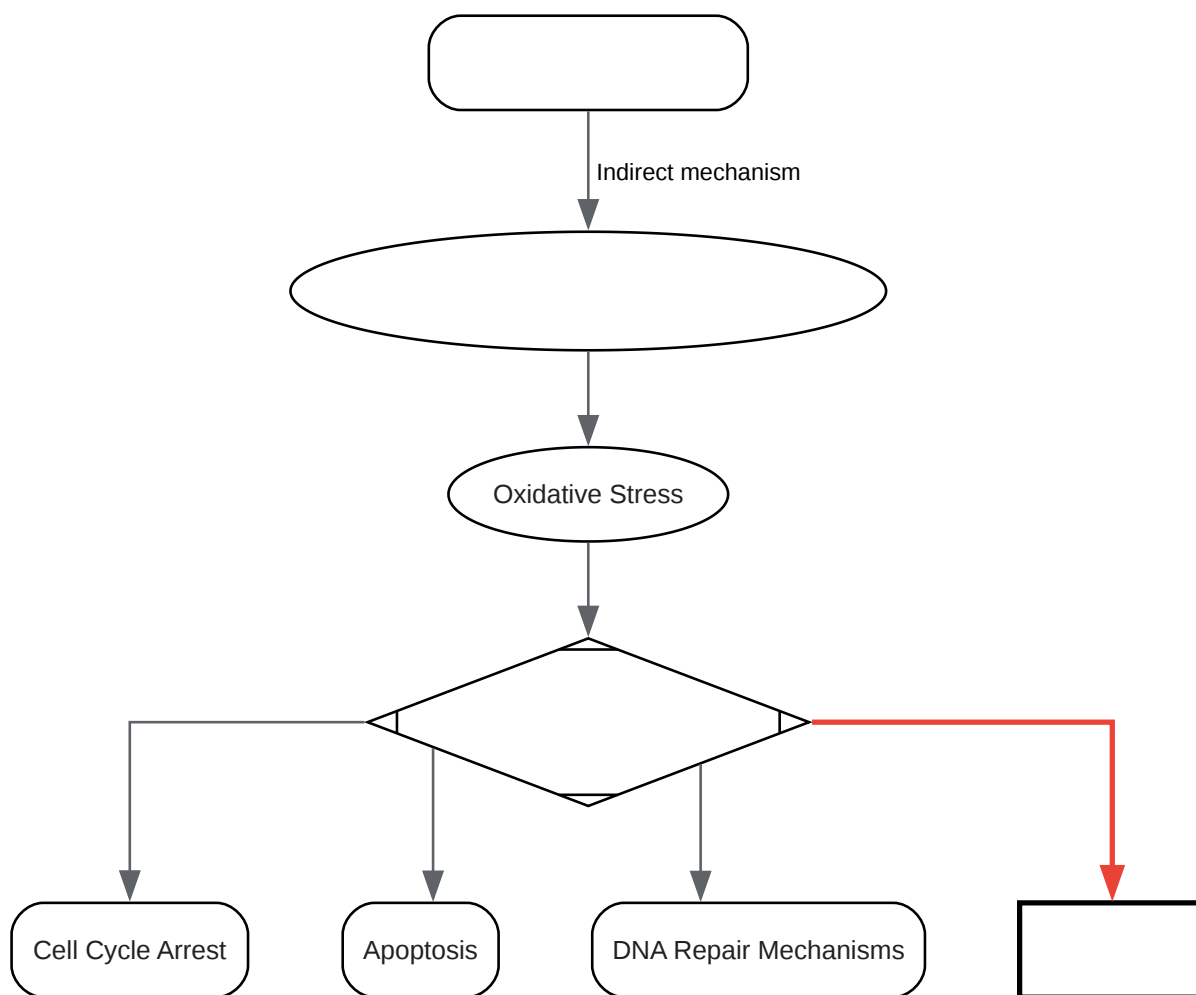 Indirect mechanism
Oxidative Stress
Cell Cycle Arrest
Apoptosis
DNA Repair Mechanisms